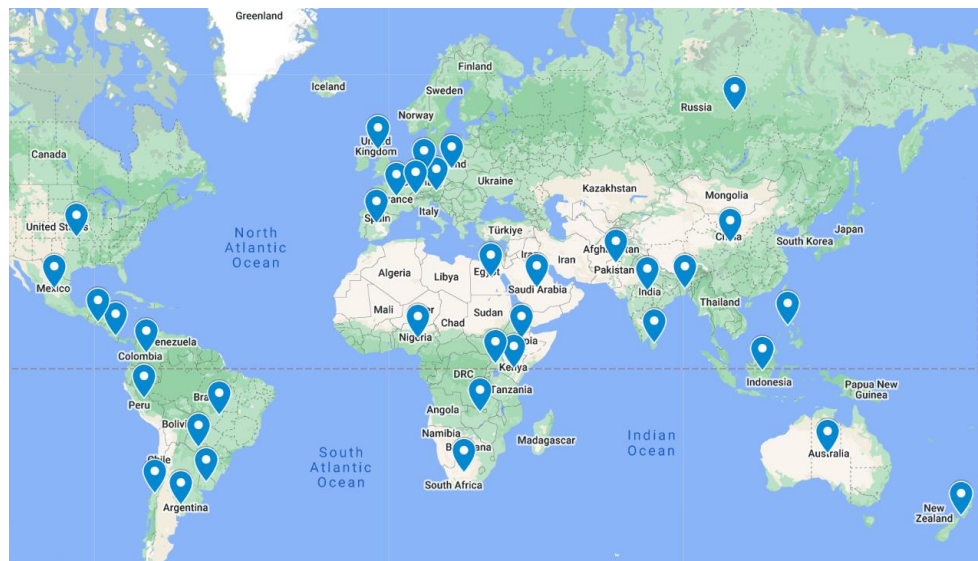 Greenland
Iceland
Finland
Sweden
Norway
Russia
Canada
United
Kingdom
Ukraine
Kazakhstan
Mongolia
Italy
Spain
Türkiye
United States
North
Atlantic
Ocean
Japan
South Korea
Afghanistan
Iran
Pakistan
Algeria
Libya
Egypt
Saudi Arabia
India
Thailand
Mexico
Mali
Chad
Sudan
Nigeria
Colombia
Kenya
DRC
Tanzania
Indonesia
Papua New
Guinea
Peru
Angola
Namibia
Madagascar
Indian
Ocean
Chile
South
Atlantic
Ocean
Australia
South Africa
Argentina
New
Zealand